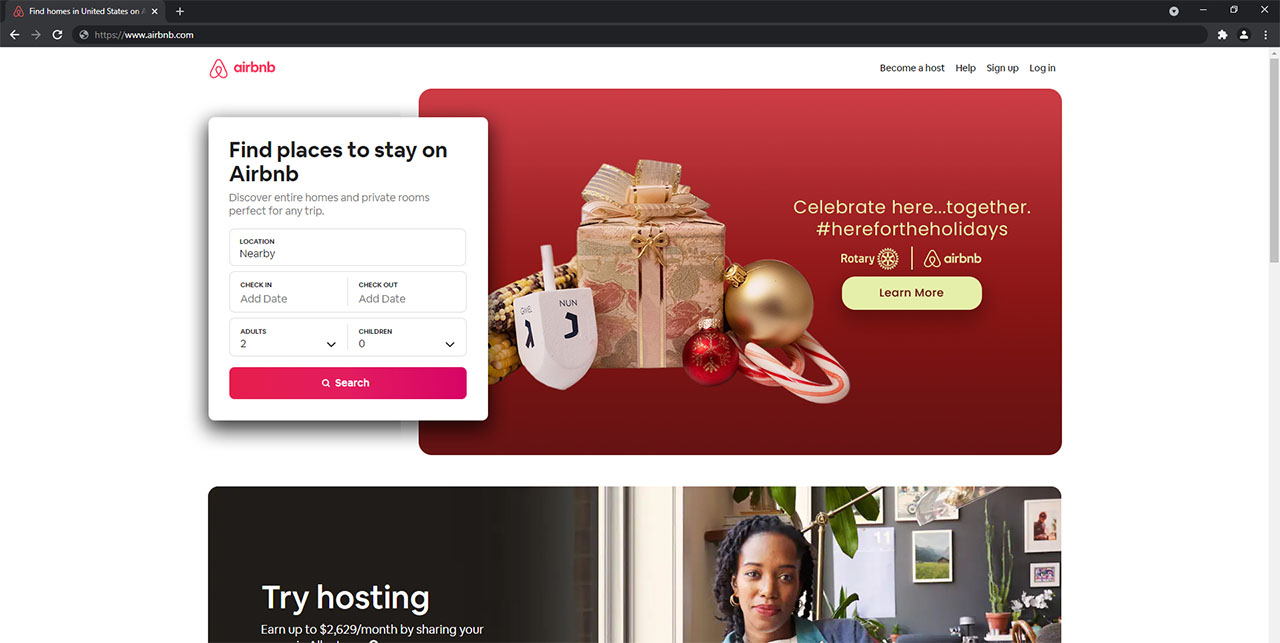 Find homes in United States on
https://www.airbnb.com
airbnb
Become a host Help Sign up Log in
Find places to stay on
Airbnb
Discover entire homes and private rooms
perfect for any trip.
LOCATION
Nearby
CHECK IN CHECK OUT
Add Date Add Date
ADULTS CHILDREN
2 0
Search
NUN
ג
נ
Celebrate here...together.
#herefortheholidays
Rotary airbnb
Learn More
Try hosting
Earn up to $2,629/month by sharing your
11